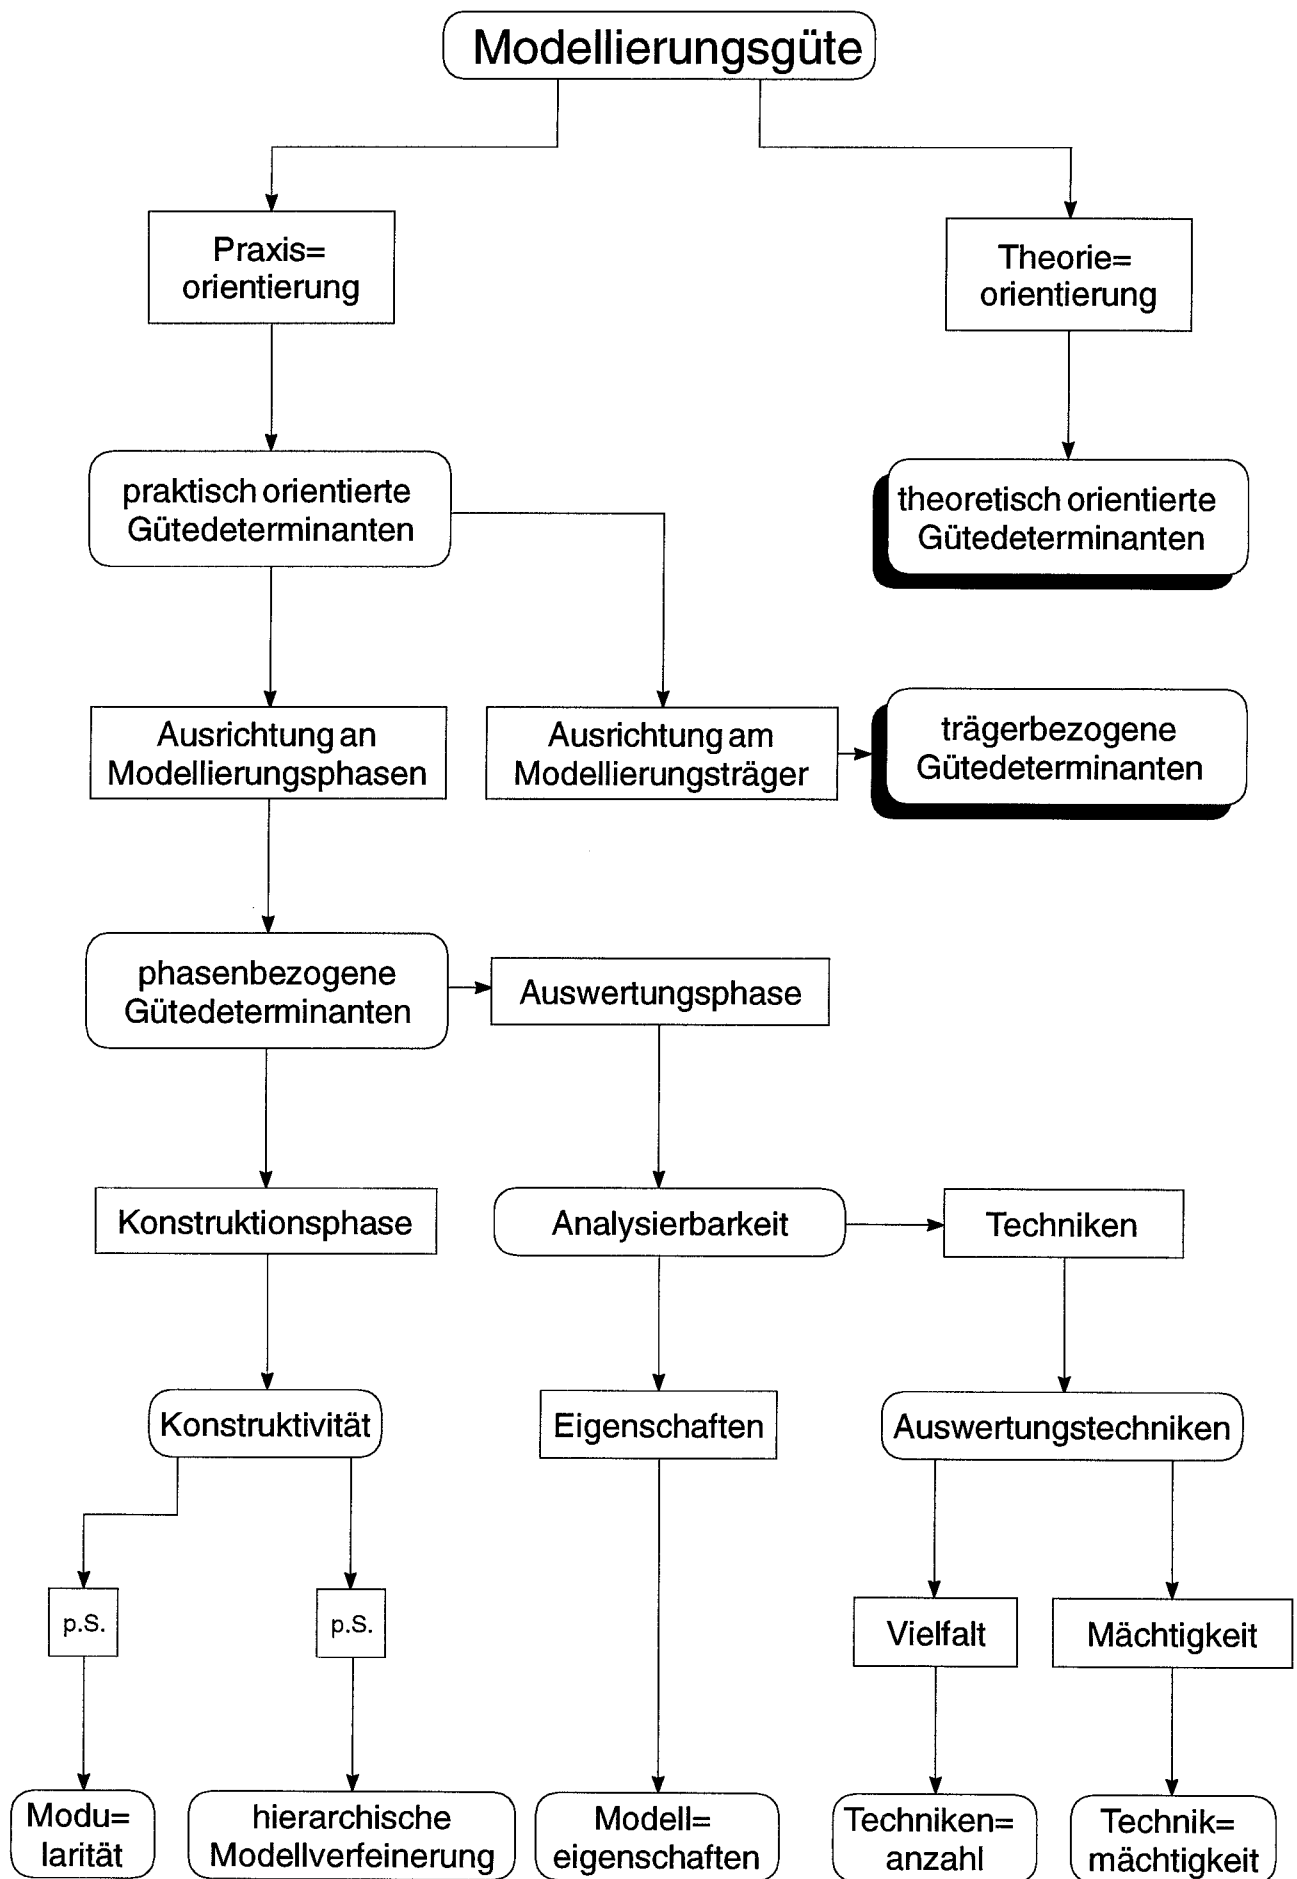 Modellierungsgüte
Praxis=
orientierung
Theorie=
orientierung
praktisch orientierte
Gütedeterminanten
theoretisch orientierte
Gütedeterminanten
Ausrichtung an
Modellierungsphasen
Ausrichtung am
Modellierungsträger
trägerbezogene
Gütedeterminanten
phasenbezogene
Gütedeterminanten
Auswertungsphase
Konstruktionsphase
Analysierbarkeit
Techniken
Konstruktivität
Eigenschaften
Auswertungstechniken
p.S.
p.S.
Vielfalt
Mächtigkeit
Modu=
larität
hierarchische
Modellverfeinerung
Modell=
eigenschaften
Techniken=
anzahl
Technik=
mächtigkeit